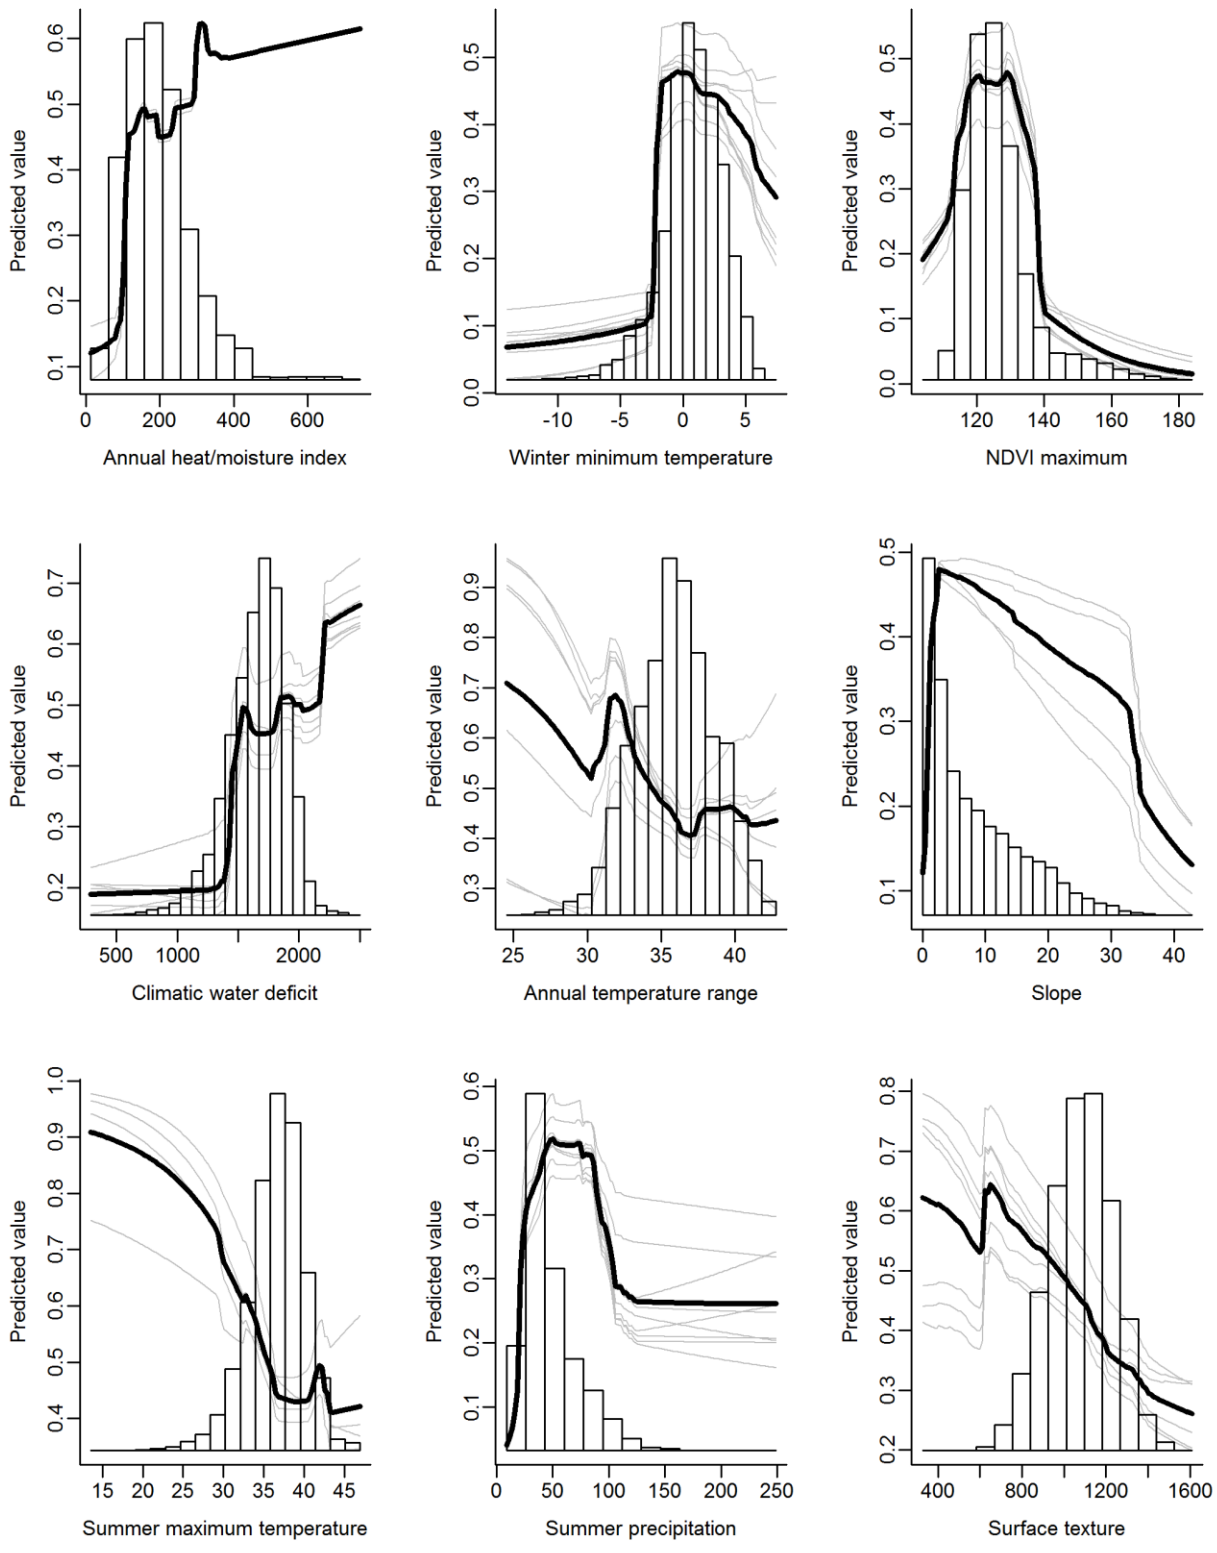 Predicted value
0.1 0.2 0.3 0.4 0.5 0.6
0 200 400 600
Annual heat/moisture index
Predicted value
0.0 0.1 0.2 0.3 0.4 0.5
-10 -5 0 5
Winter minimum temperature
Predicted value
0.0 0.1 0.2 0.3 0.4 0.5
120 140 160 180
NDVI maximum
Predicted value
0.2 0.3 0.4 0.5 0.6 0.7
500 1000 2000
Climatic water deficit
Predicted value
0.3 0.4 0.5 0.6 0.7 0.8 0.9
25 30 35 40
Annual temperature range
Predicted value
0.1 0.2 0.3 0.4 0.5
0 10 20 30 40
Slope
Predicted value
0.4 0.5 0.6 0.7 0.8 0.9 1.0
15 20 25 30 35 40 45
Summer maximum temperature
Predicted value
0.1 0.2 0.3 0.4 0.5 0.6
0 50 100 150 200 250
Summer precipitation
Predicted value
0.2 0.3 0.4 0.5 0.6 0.7 0.8
400 800 1200 1600
Surface texture